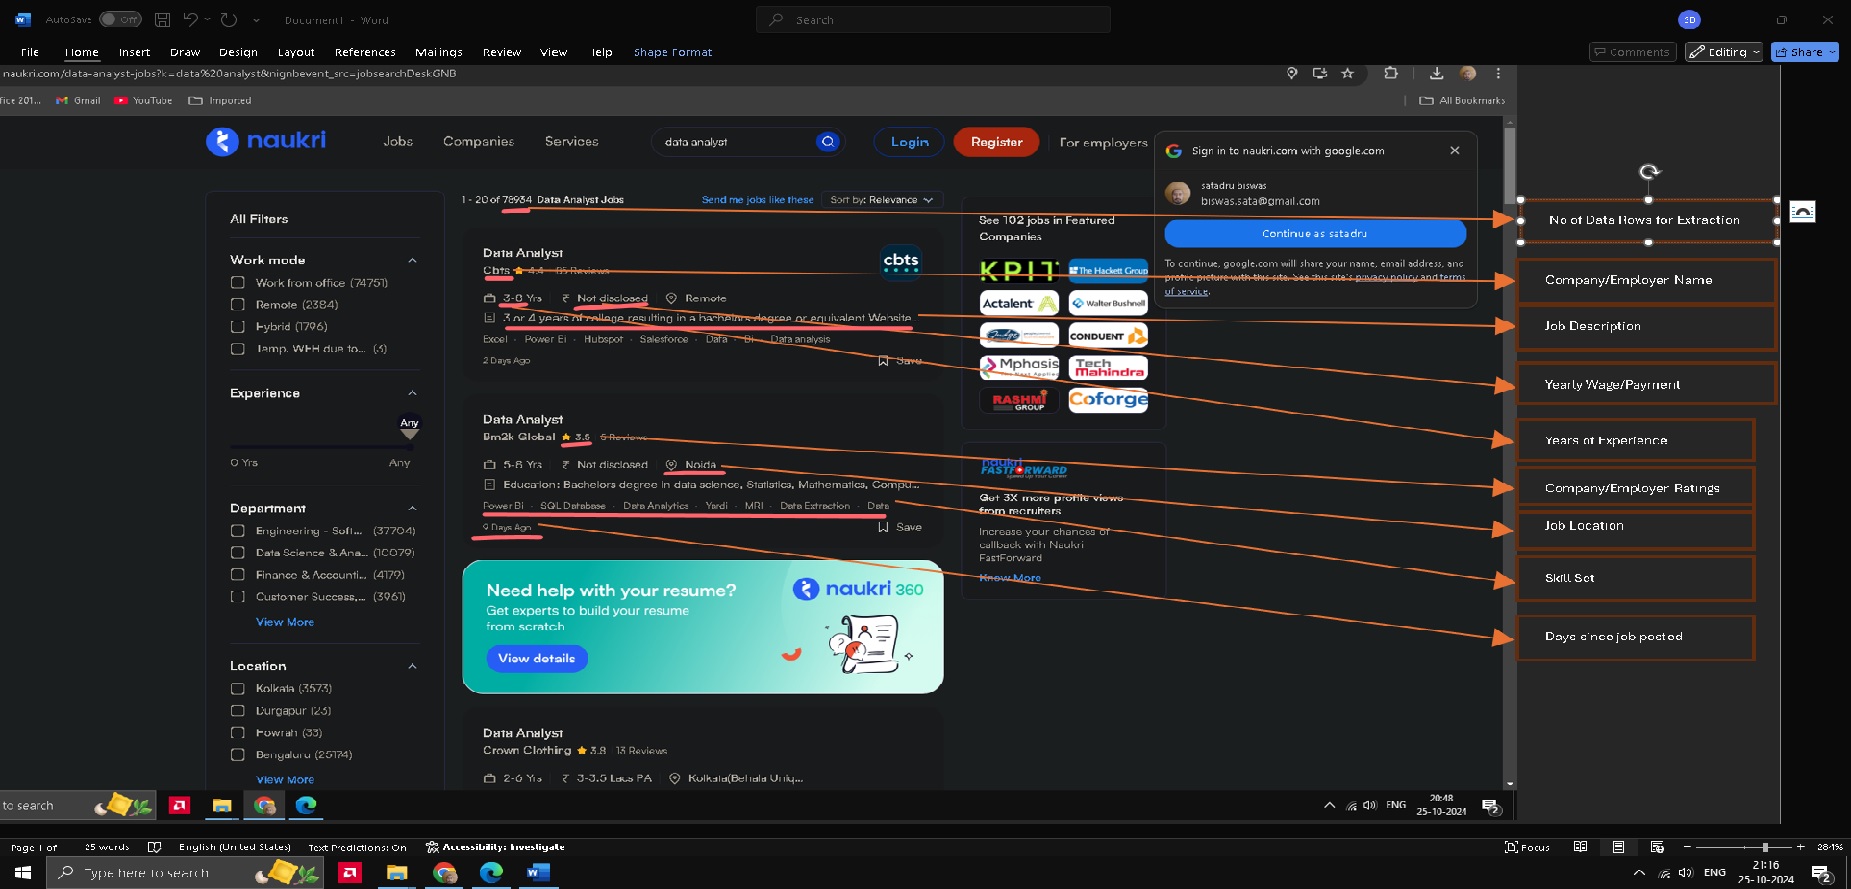 AutoSave Off Document1 - Word Search SB
File Home Insert Draw Design Layout References Mailings Review View Help Shape Format Comments Editing Share
naukri.com/data-analyst-jobs?k=data%20analyst&nignbevent_src=jobsearchDeskGNB
fice 201... Gmail YouTube Imported All Bookmarks
naukri Jobs Companies Services data analyst Login Register For employers
All Filters
Work mode
Work from office (74751)
Remote (2384)
Hybrid (1796)
Temp. WFH due to... (3)
Experience
Any
0 Yrs Any
Department
Engineering - Soft... (37704)
Data Science & Ana... (10079)
Finance & Accounti... (4179)
Customer Success,... (3961)
View More
Location
Kolkata (3573)
Durgapur (23)
Howrah (33)
Bengaluru (25174)
View More
1 - 20 of 78934 Data Analyst Jobs Send me jobs like these Sort by: Relevance
Data Analyst
Cbts 4.4 65 Reviews
cbts
3-8 Yrs Not disclosed Remote
3 or 4 years of college resulting in a bachelors degree or equivalent Website
Excel · Power Bi · Hubspot · Salesforce · Data · Bi · Data analysis
2 Days Ago Save
Data Analyst
Bm2k Global 3.5 6 Reviews
5-8 Yrs Not disclosed Noida
Education: Bachelors degree in data science, Statistics, Mathematics, Compu...
Power Bi · SQL Database · Data Analytics · Yardi · MRI · Data Extraction · Data
9 Days Ago Save
Need help with your resume?
Get experts to build your resume
from scratch
View details
naukri 360
Data Analyst
Crown Clothing 3.8 13 Reviews
2-6 Yrs 3-3.5 Lacs PA Kolkata(Behala Uniq...
See 102 jobs in Featured
Companies
KPIT The Hackett Group
Actalent Walter Bushnell
CONDUENT
Mphasis Tech Mahindra
RASHMI GROUP Coforge
naukri
FASTFORWARD
Get 3X more profile views
from recruiters
Increase your chances of
callback with Naukri
FastForward
Know More
Sign in to naukri.com with google.com
satadru biswas
biswas.sata@gmail.com
Continue as satadru
To continue, google.com will share your name, email address, and
profile picture with this site. See this site's privacy policy and terms
of service.
No of Data Rows for Extraction
Company/Employer Name
Job Description
Yearly Wage/Payment
Years of Experience
Company/Employer Ratings
Job Location
Skill Set
Days since job posted
to search ENG 20:48
25-10-2024 2
Page 1 of 25 words English (United States) Text Predictions: On Accessibility: Investigate Focus 284%
Type here to search ENG 21:16
25-10-2024 2